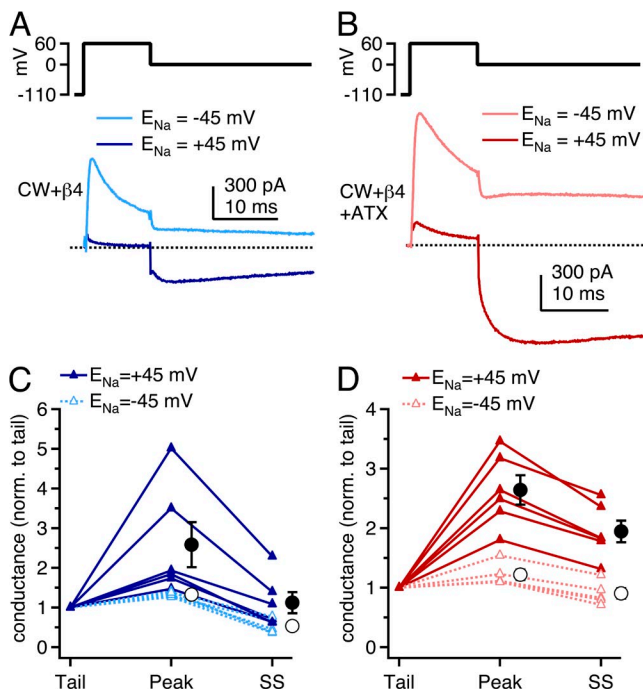 A
60
0
-110
mV
E_Na = -45 mV
E_Na = +45 mV
CW+β4
300 pA
10 ms
B
60
0
-110
mV
E_Na = -45 mV
E_Na = +45 mV
CW+β4
+ATX
300 pA
10 ms
C
E_Na=+45 mV
E_Na=-45 mV
conductance (norm. to tail)
6
5
4
3
2
1
0
Tail Peak SS
D
E_Na=+45 mV
E_Na=-45 mV
conductance (norm. to tail)
4
3
2
1
0
Tail Peak SS